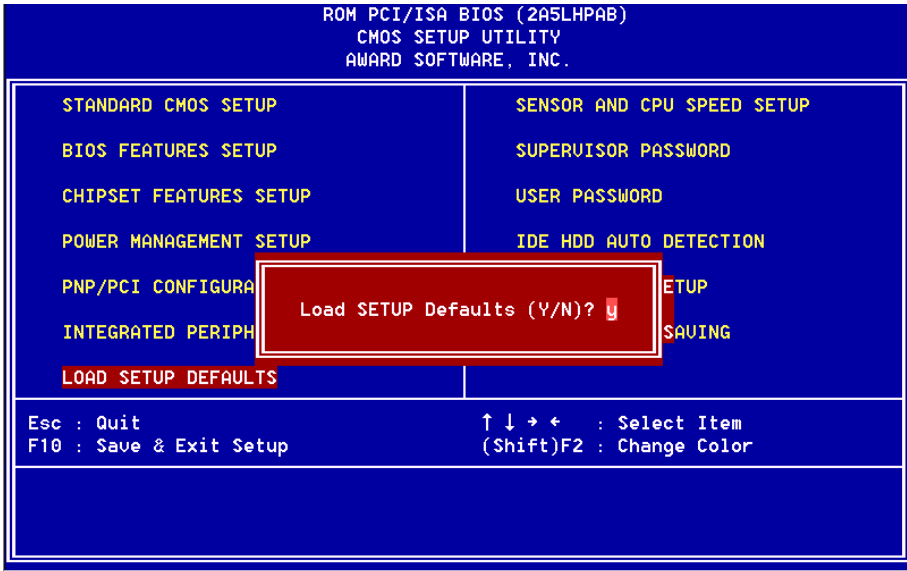 ROM PCI/ISA BIOS (2A5LHPAB)
CMOS SETUP UTILITY
AWARD SOFTWARE, INC.
STANDARD CMOS SETUP
BIOS FEATURES SETUP
CHIPSET FEATURES SETUP
POWER MANAGEMENT SETUP
PNP/PCI CONFIGURA
INTEGRATED PERIPH
LOAD SETUP DEFAULTS
SENSOR AND CPU SPEED SETUP
SUPERVISOR PASSWORD
USER PASSWORD
IDE HDD AUTO DETECTION
ETUP
SAVING
Load SETUP Defaults (Y/N)? y
Esc : Quit
F10 : Save & Exit Setup
↑ ↓ → ← : Select Item
(Shift)F2 : Change Color